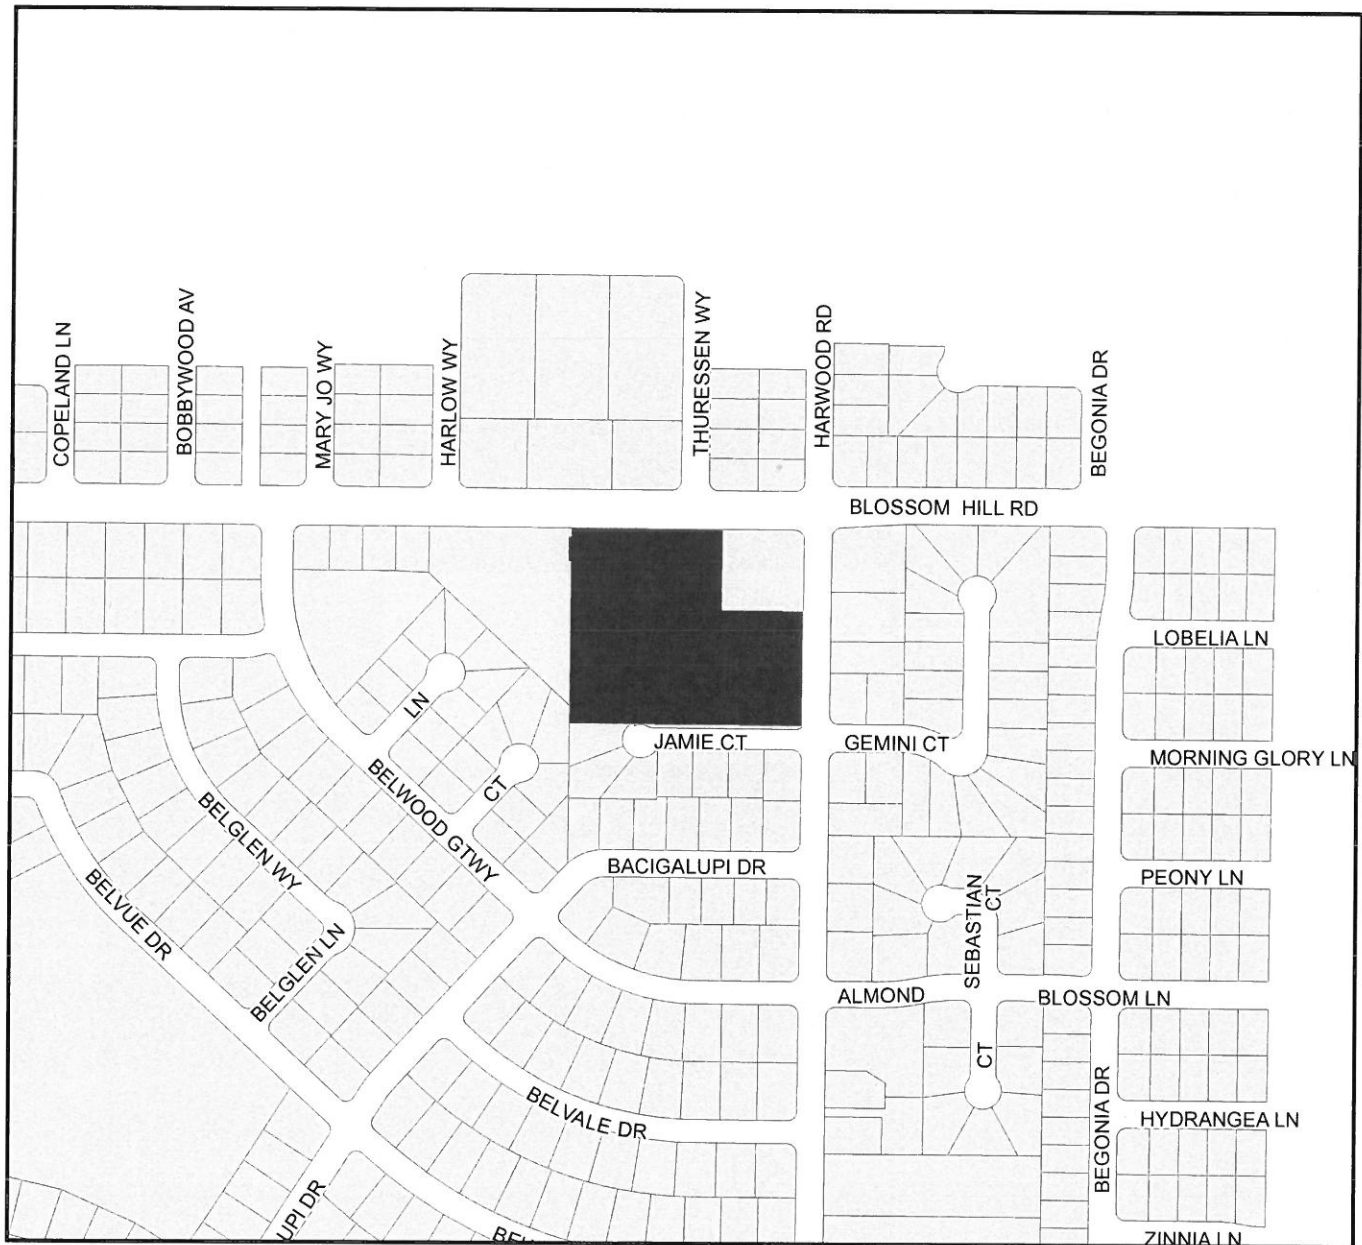 COPELAND LN
BOBBYWOOD AV
MARY JO WY
HARLOW WY
THURESSEN WY
HARWOOD RD
BEGONIA DR
BLOSSOM HILL RD
LOBELIA LN
LN
JAMIE CT
GEMINI CT
MORNING GLORY LN
CT
BELWOOD GTWY
BELGLEN WY
BACIGALUPI DR
PEONY LN
BELVUE DR
SEBASTIAN
CT
BELGLEN LN
ALMOND
BLOSSOM LN
CT
BELVALE DR
BEGONIA DR
HYDRANGEA LN
UPI DR
ZINNIA LN